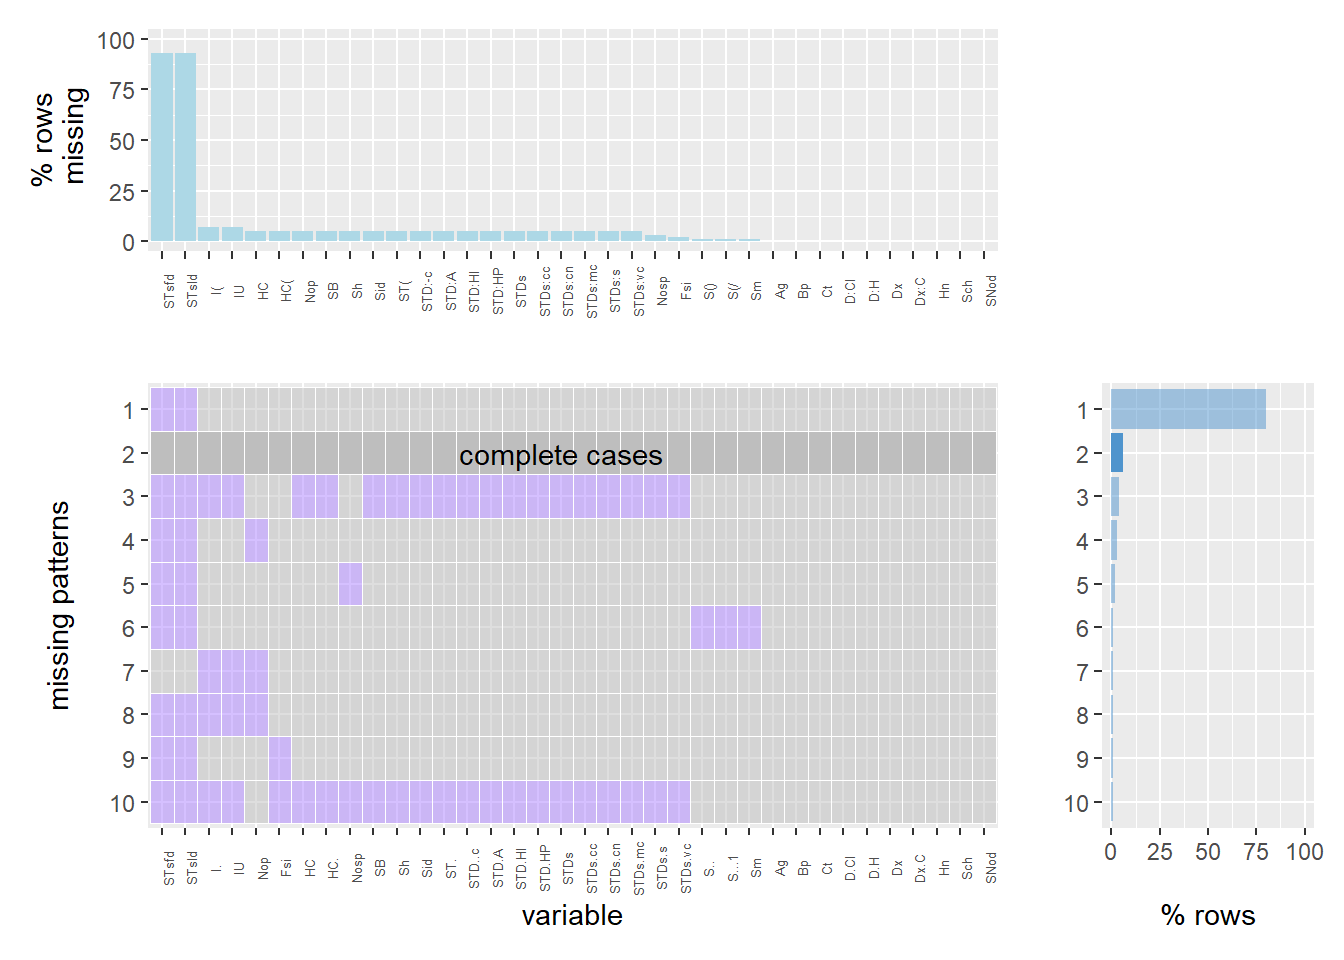 % rows
missing
100
75
50
25
0
STsfd
STsld
I(
IU
HC
HC(
Nop
SB
Sh
Sid
ST(
STD:-c
STD:A
STD:HI
STD:HP
STDs
STDs:cc
STDs:cn
STDs:mc
STDs:s
STDs:vc
Nosp
Fsi
S()
S(/
Sm
Ag
Bp
Ct
D:CI
D:H
Dx
Dx:C
Hn
Sch
SNod
missing patterns
1
2
3
4
5
6
7
8
9
10
complete cases
STsfd
STsld
I.
IU
Nop
Fsi
HC
HC.
Nosp
SB
Sh
Sid
ST.
STD..c
STD.A
STD.HI
STD.HP
STDs
STDs.cc
STDs.cn
STDs.mc
STDs.s
STDs.vc
S..
S...1
Sm
Ag
Bp
Ct
D.CI
D.H
Dx
Dx.C
Hn
Sch
SNod
variable
1
2
3
4
5
6
7
8
9
10
0 25 50 75 100
% rows